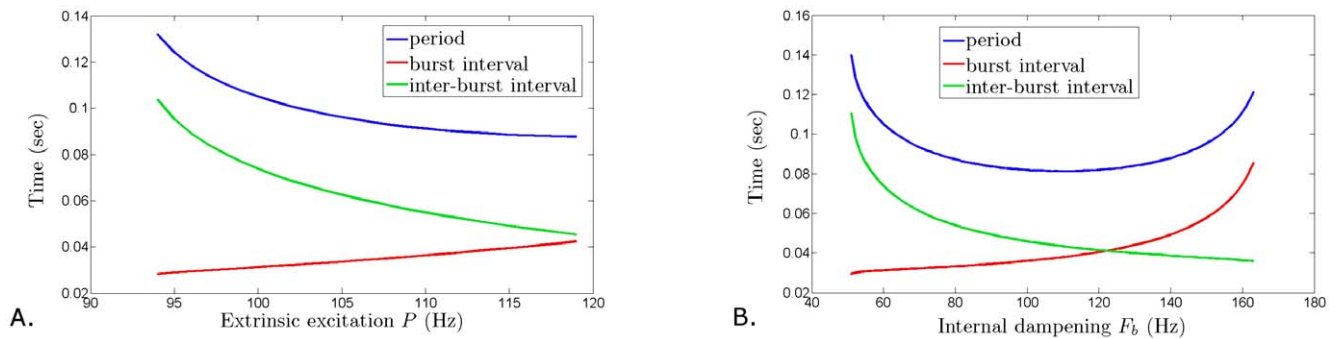 0.14
0.12
0.1
0.08
0.06
0.04
0.02
Time (sec)
period
burst interval
inter-burst interval
90 95 100 105 110 115 120
Extrinsic excitation P (Hz)
A.
0.16
0.14
0.12
0.1
0.08
0.06
0.04
0.02
Time (sec)
period
burst interval
inter-burst interval
40 60 80 100 120 140 160 180
Internal dampening F_b (Hz)
B.